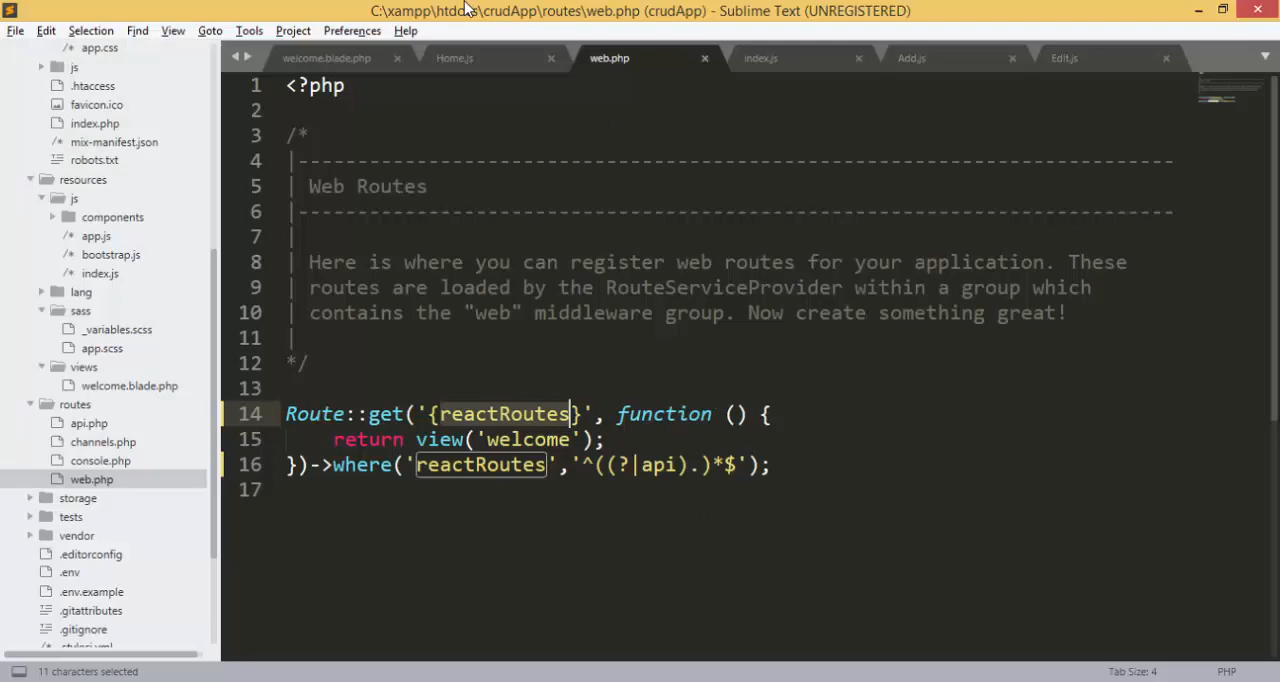 C:\xampp\htdocs\crudApp\routes\web.php (crudApp) - Sublime Text (UNREGISTERED)
File Edit Selection Find View Goto Tools Project Preferences Help
welcome.blade.php Home.js web.php index.js Add.js Edit.js
/* app.css
js
.htaccess
favicon.ico
index.php
/* mix-manifest.json
robots.txt
resources
js
components
/* app.js
/* bootstrap.js
/* index.js
lang
sass
/* _variables.scss
/* app.scss
views
/* welcome.blade.php
routes
api.php
channels.php
console.php
web.php
storage
tests
vendor
.editorconfig
.env
.env.example
.gitattributes
.gitignore
.styleci.yml
1 <?php
2
3 /*
4 |--------------------------------------------------------------------------
5 | Web Routes
6 |--------------------------------------------------------------------------
7 |
8 | Here is where you can register web routes for your application. These
9 | routes are loaded by the RouteServiceProvider within a group which
10 | contains the "web" middleware group. Now create something great!
11 |
12 */
13
14 Route::get('{reactRoutes}', function () {
15 return view('welcome');
16 })->where('reactRoutes','^((?|api).)*$');
17
11 characters selected Tab Size: 4 PHP